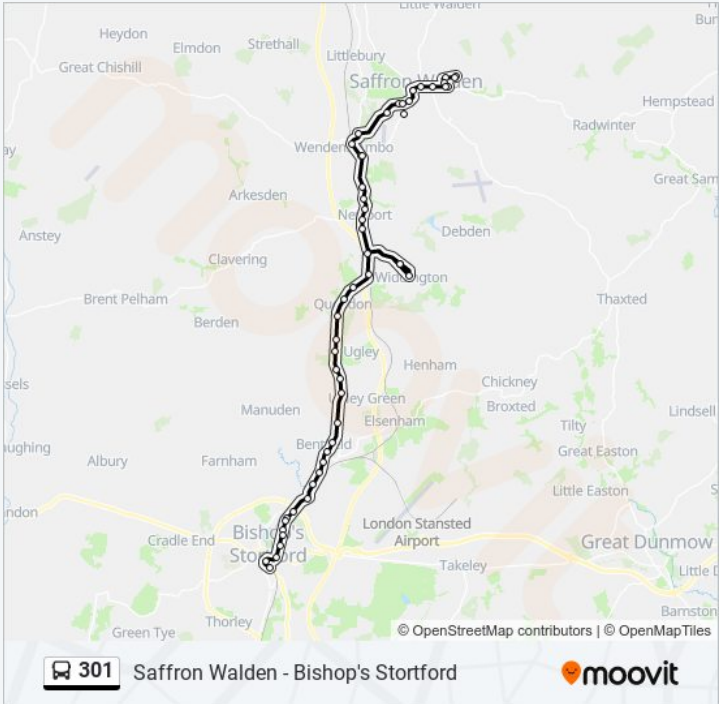 Little Walden
Heydon
Elmdon
Strethall
Littlebury
Great Chishill
Saffron Walden
Hempstead
Radwinter
Wendens Ambo
Great Sam
Arkesden
Newport
Anstey
Debden
Clavering
Widdington
Brent Pelham
Quendon
Thaxted
Berden
Ugley
Henham
Chickney
sels
Ugley Green
Broxted
Lindsell
Manuden
Elsenham
Tilty
Bentfield
Great Easton
Albury
Farnham
Little Easton
London Stansted
Airport
Bishop's
Stortford
Cradle End
Great Dunmow
Takeley
Little D
Barnston
Thorley
Green Tye
© OpenStreetMap contributors | © OpenMapTiles
301 Saffron Walden - Bishop's Stortford
moovit